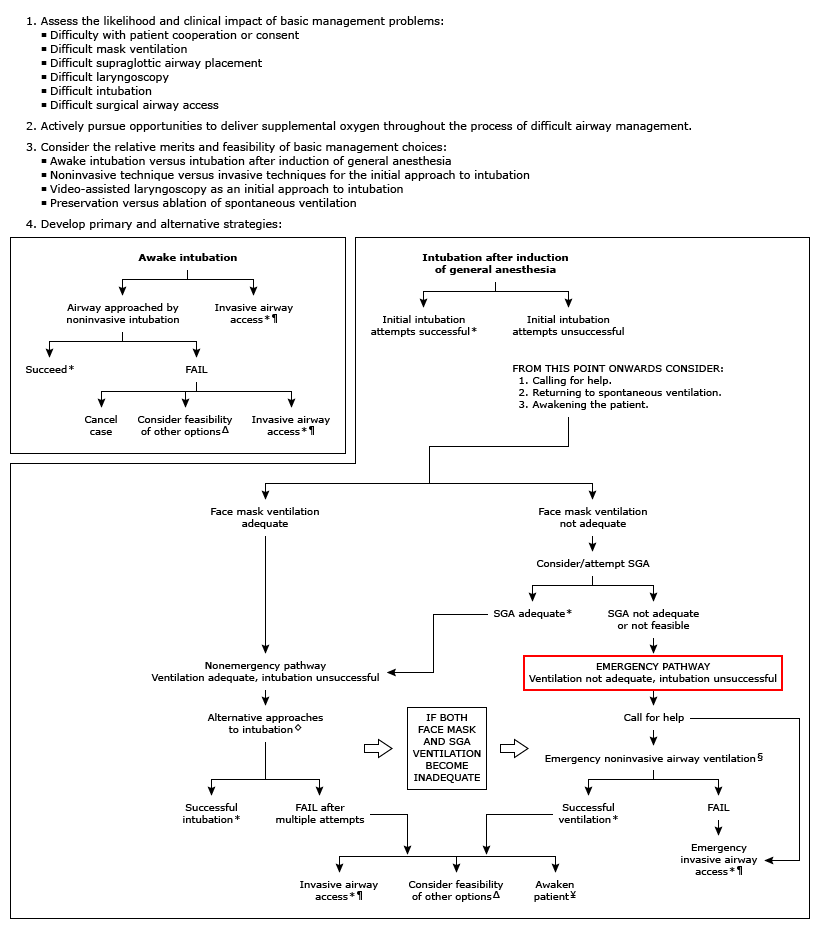 1. Assess the likelihood and clinical impact of basic management problems:
▪ Difficulty with patient cooperation or consent
▪ Difficult mask ventilation
▪ Difficult supraglottic airway placement
▪ Difficult laryngoscopy
▪ Difficult intubation
▪ Difficult surgical airway access
2. Actively pursue opportunities to deliver supplemental oxygen throughout the process of difficult airway management.
3. Consider the relative merits and feasibility of basic management choices:
▪ Awake intubation versus intubation after induction of general anesthesia
▪ Noninvasive technique versus invasive techniques for the initial approach to intubation
▪ Video-assisted laryngoscopy as an initial approach to intubation
▪ Preservation versus ablation of spontaneous ventilation
4. Develop primary and alternative strategies:
Awake intubation
Airway approached by
noninvasive intubation
Invasive airway
access*¶
Succeed*
FAIL
Cancel
case
Consider feasibility
of other optionsΔ
Invasive airway
access*¶
Intubation after induction
of general anesthesia
Initial intubation
attempts successful*
Initial intubation
attempts unsuccessful
FROM THIS POINT ONWARDS CONSIDER:
1. Calling for help.
2. Returning to spontaneous ventilation.
3. Awakening the patient.
Face mask ventilation
adequate
Face mask ventilation
not adequate
Consider/attempt SGA
SGA adequate*
SGA not adequate
or not feasible
Nonemergency pathway
Ventilation adequate, intubation unsuccessful
EMERGENCY PATHWAY
Ventilation not adequate, intubation unsuccessful
Alternative approaches
to intubation◇
IF BOTH
FACE MASK
AND SGA
VENTILATION
BECOME
INADEQUATE
Call for help
Emergency noninvasive airway ventilation§
Successful
intubation*
FAIL after
multiple attempts
Successful
ventilation*
FAIL
Emergency
invasive airway
access*¶
Invasive airway
access*¶
Consider feasibility
of other optionsΔ
Awaken
patient¥